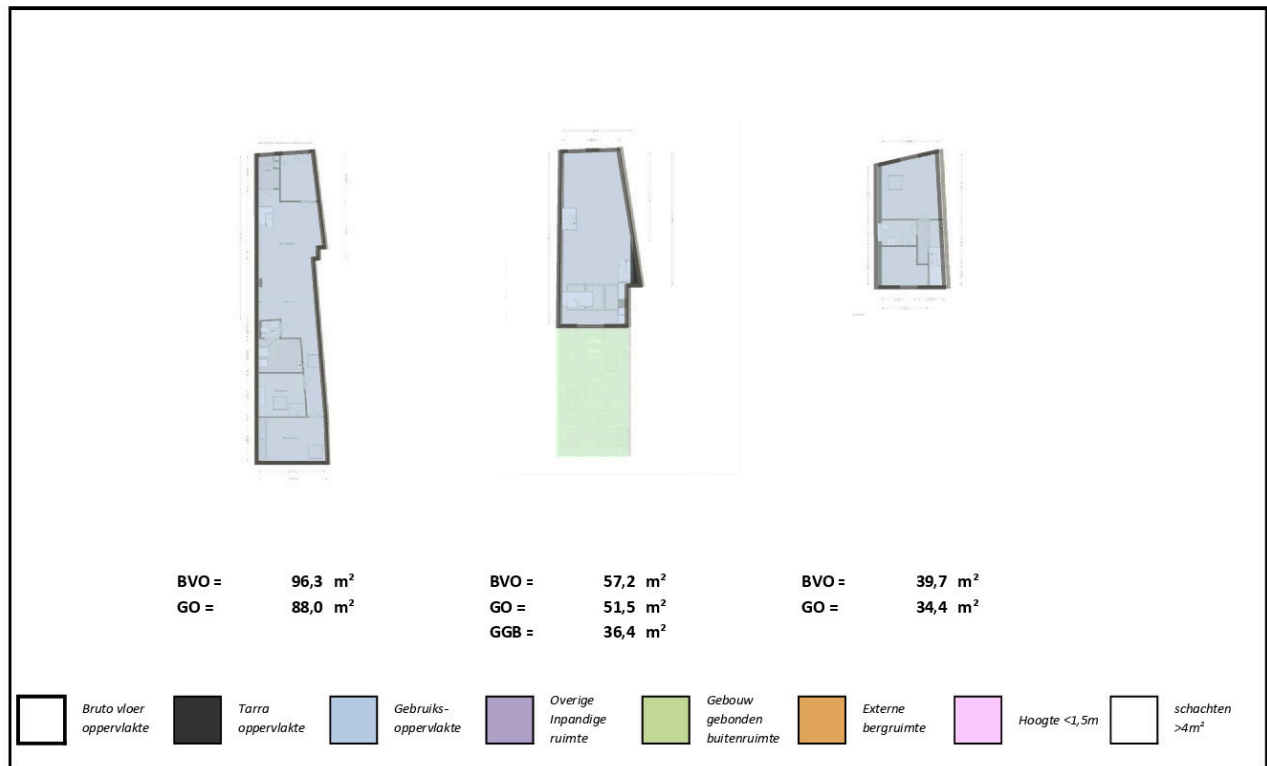 BVO = 96,3 m²
GO = 88,0 m²
BVO = 57,2 m²
GO = 51,5 m²
GGB = 36,4 m²
BVO = 39,7 m²
GO = 34,4 m²
Bruto vloer
oppervlakte
Tarra
oppervlakte
Gebruiks-
oppervlakte
Overige
Inpandige
ruimte
Gebouw
gebonden
buitenruimte
Externe
bergruimte
Hoogte <1,5m
schachten
>4m²